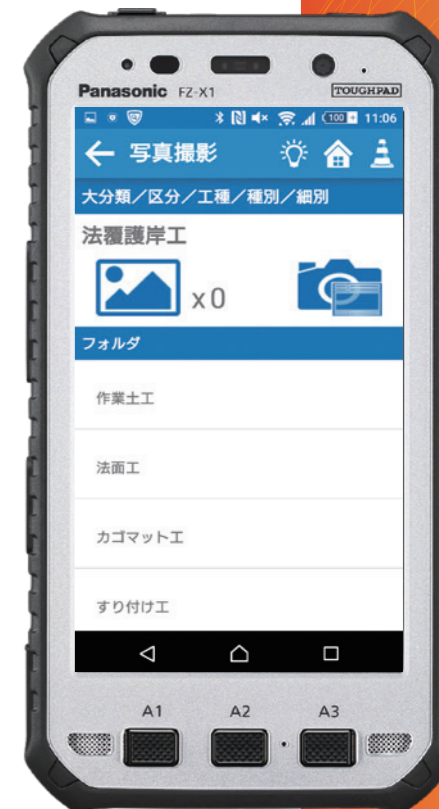 Panasonic FZ-X1 TOUGHPAD
100 11:06
写真撮影
大分類／区分／工種／種別／細別
法覆護岸工
x0
フォルダ
作業土工
法面工
カゴマット工
すり付け工
A1 A2 A3